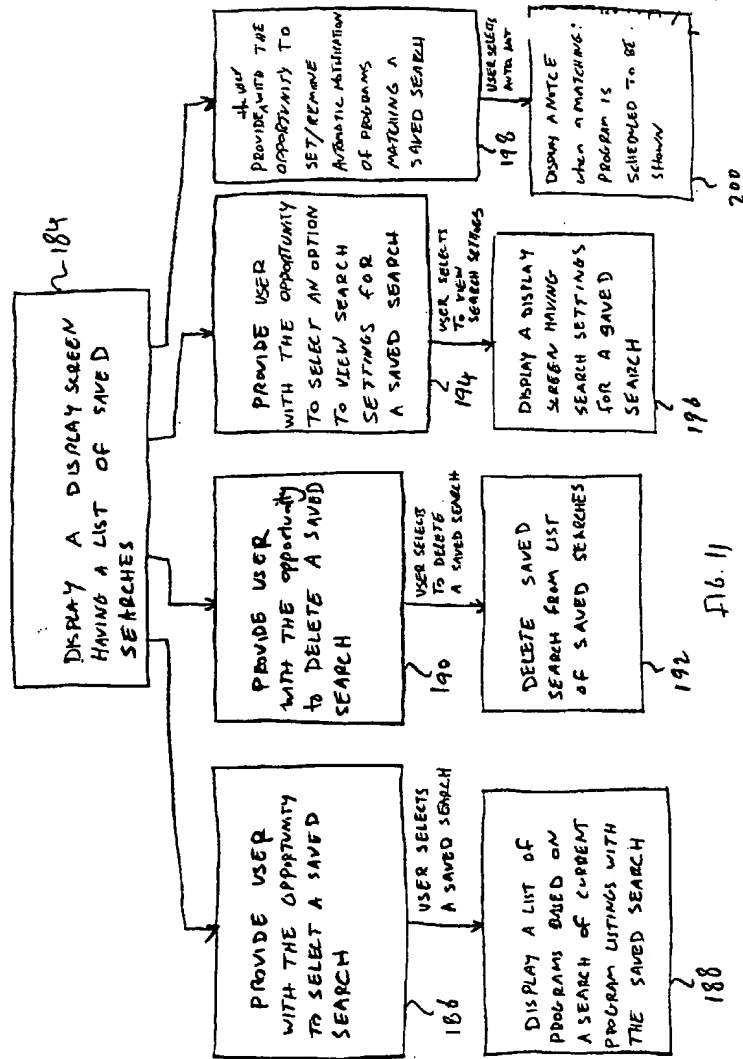 DISPLAY A DISPLAY SCREEN
HAVING A LIST OF SAVED
SEARCHES
184
PROVIDE USER
WITH THE OPPORTUNITY
TO SELECT A SAVED
SEARCH
186
USER SELECTS
A SAVED SEARCH
DISPLAY A LIST OF
PROGRAMS BASED ON
A SEARCH OF CURRENT
PROGRAM LISTINGS WITH
THE SAVED SEARCH
188
PROVIDE USER
WITH THE opportunity
to DELETE A SAVED
SEARCH
190
USER SELECTS
TO DELETE
A SAVED SEARCH
DELETE SAVED
SEARCH FROM LIST
OF SAVED SEARCHES
192
PROVIDE USER
WITH THE OPPORTUNITY
TO SELECT AN OPTION
TO VIEW SEARCH
SETTINGS FOR
A SAVED SEARCH
194
USER SELECTS
TO VIEW
SEARCH SETTINGS
DISPLAY A DISPLAY
SCREEN HAVING
SEARCH SETTINGS
FOR A SAVED
SEARCH
196
the user
PROVIDE WITH THE
OPPORTUNITY TO
SET/REMOVE
AUTOMATIC NOTIFICATION
OF PROGRAMS
MATCHING A
SAVED SEARCH
198
USER SELECTS
AUTO NOT
DISPLAY A NOTICE
when a MATCHING
PROGRAM IS
SCHEDULED TO BE
SHOWN
200
FIG. 11